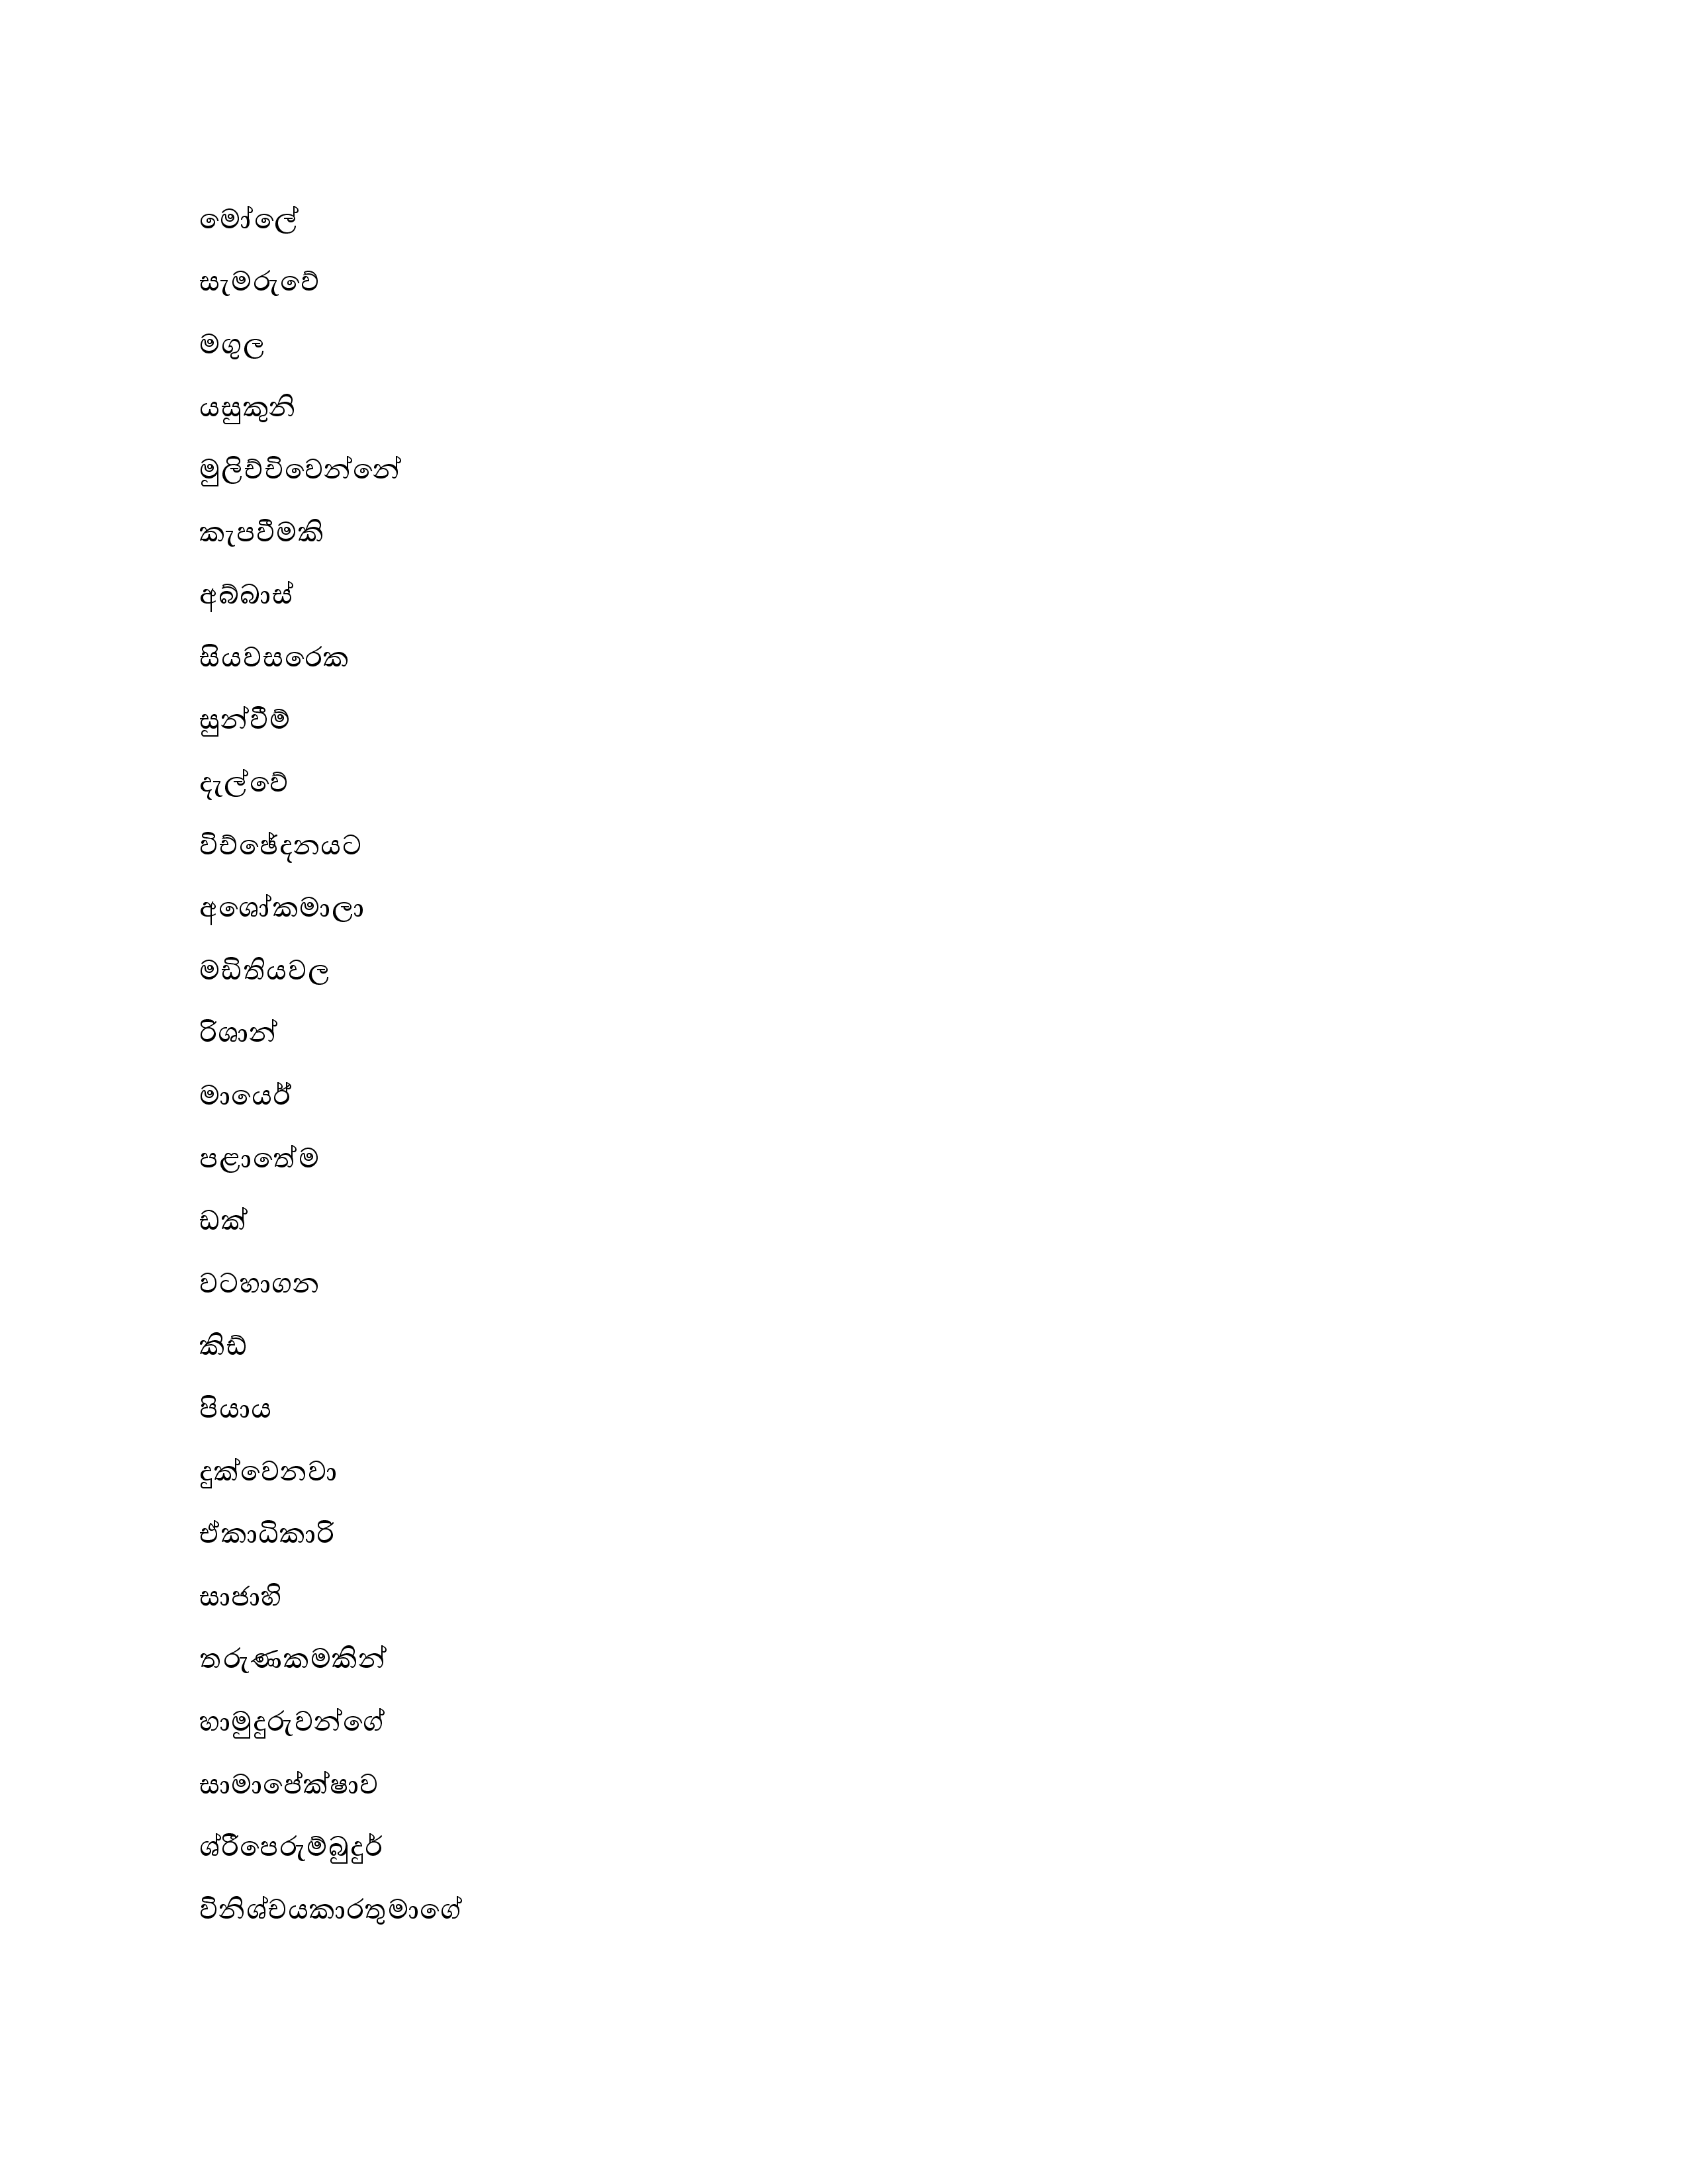 මෝලේ
සැමරුවේ
මගුල
යසුකුනි
මුලිච්චිවෙන්නේ
කැපවීමකි
අබ්බාස්
සියවසරෙක
සුන්වීම්
දැල්වේ
විච්ඡේදනයට
අශෝකමාලා
මඩිතියවල
රිශාන්
මායෙර්
පළාතේම
ඩක්
වටහාගන
කිඩ්
පියාය
දුක්වෙනවා
ඒකාධිකාරි
සාජාහි
තරුණකමකින්
හාමුදුරුවන්ගේ
සාමාපේක්ෂාව
ශ්රීපෙරුම්බුදුර්
විනිශ්චයකාරතුමාගේ